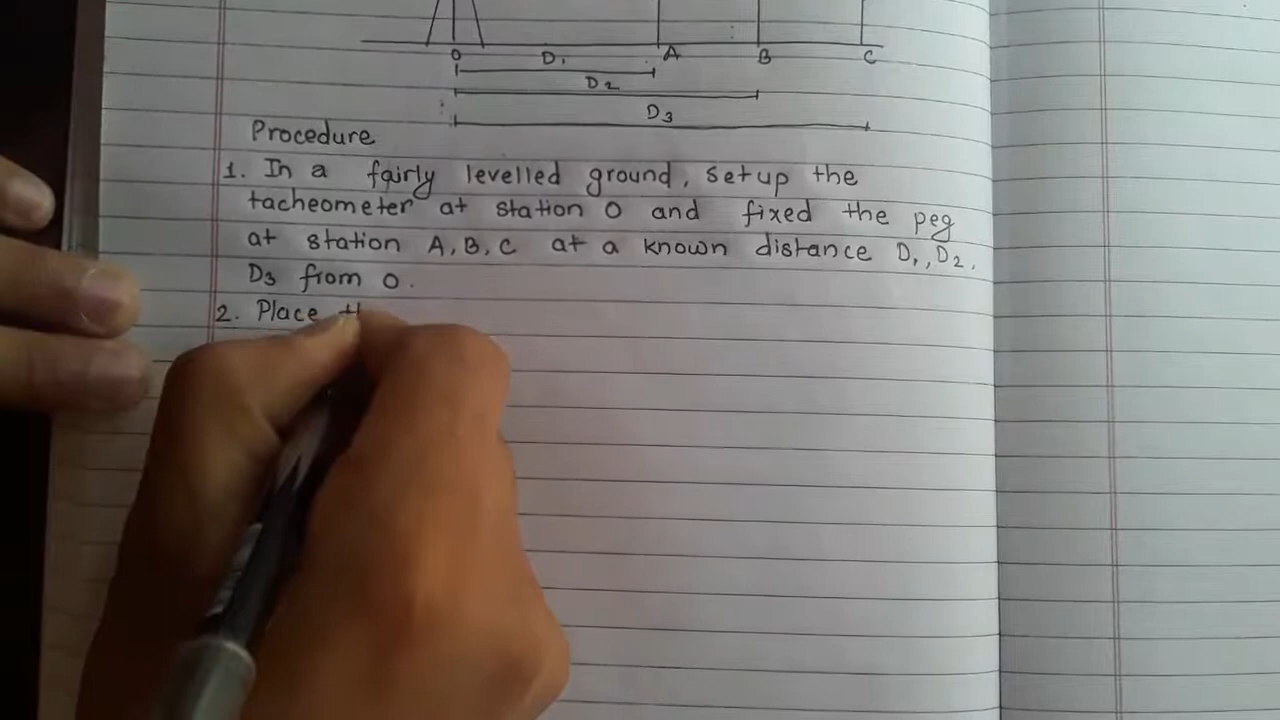 O D1 A B C
D2
D3
Procedure
1. In a fairly levelled ground, setup the
tacheometer at station O and fixed the peg
at station A, B, C at a known distance D1, D2,
D3 from O.
2. Place